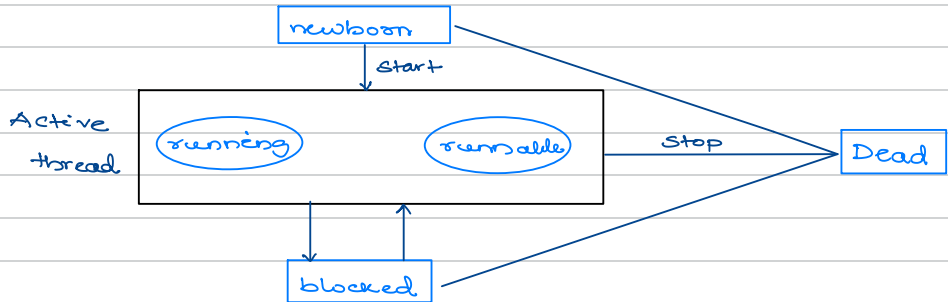 newborn
start
Active
thread
running
runnable
stop
Dead
blocked